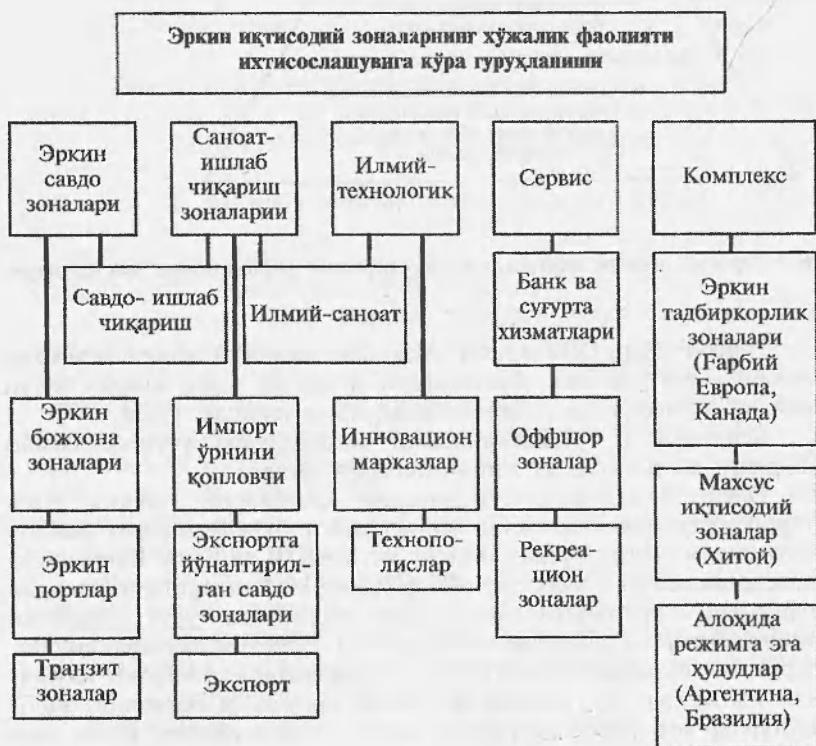 Эркин иқтисодий зоналарнинг хўжалик фаолияти
ихтисослашувига кўра гуруҳланиши
Эркин
савдо
зоналари
Саноат-
ишлаб
чиқариш
зоналарии
Илмий-
технологик
Сервис
Комплекс
Савдо- ишлаб
чиқариш
Илмий-саноат
Банк ва
суғурта
хизматлари
Эркин
тадбиркорлик
зоналари
(Ғарбий
Европа,
Канада)
Эркин
божхона
зоналари
Импорт
ўрнини
қопловчи
Инновацион
марказлар
Оффшор
зоналар
Махсус
иқтисодий
зоналар
(Хитой)
Эркин
портлар
Экспортга
йўналтирил-
ган савдо
зоналари
Технопо-
лислар
Рекреа-
цион
зоналар
Транзит
зоналар
Экспорт
Алоҳида
режимга эга
ҳудудлар
(Аргентина,
Бразилия)